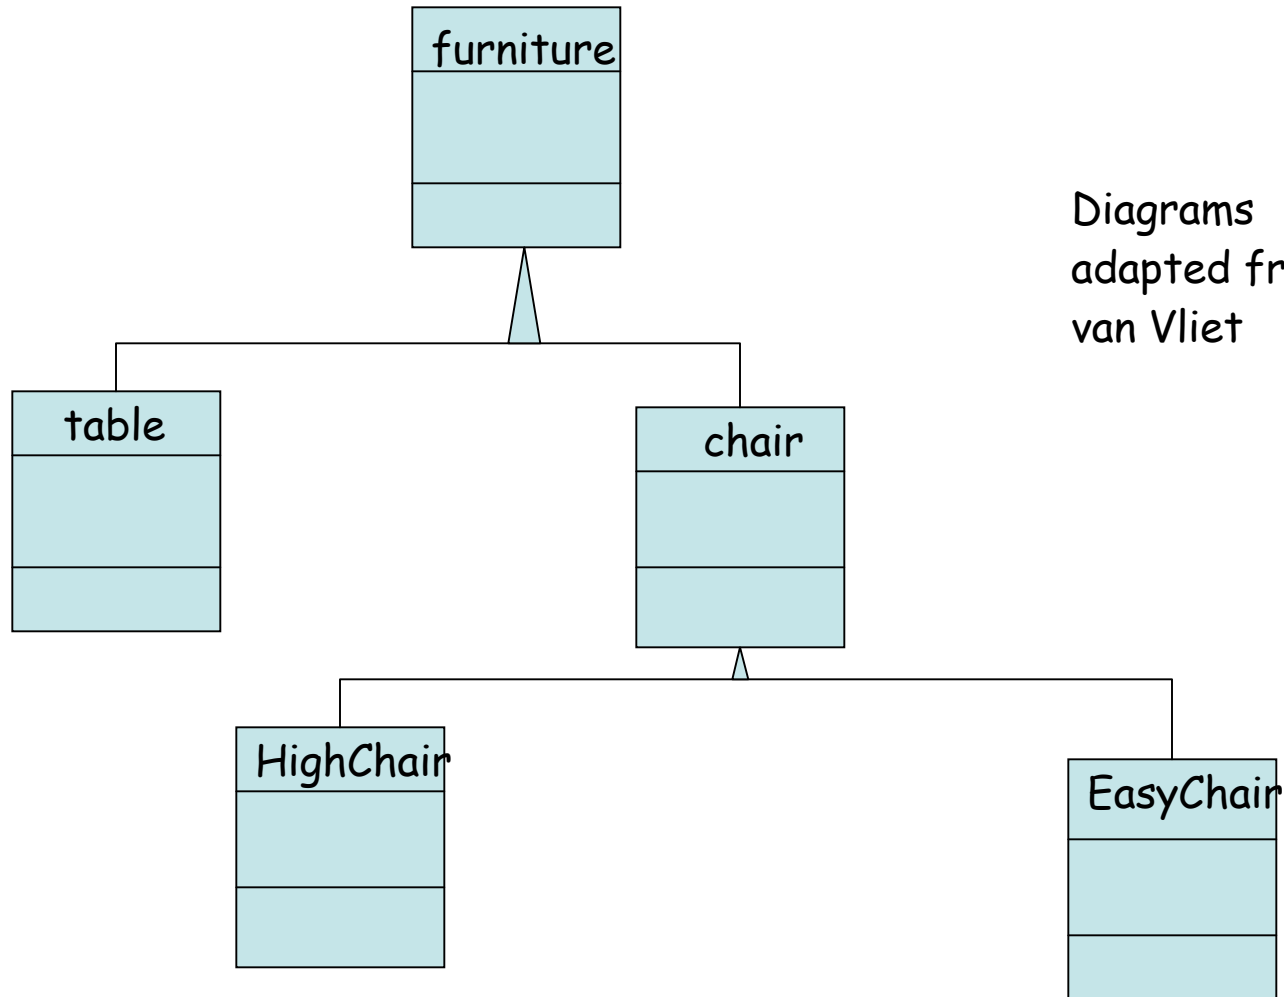 furniture
Diagrams
adapted fr
van Vliet
table
chair
HighChair
EasyChair